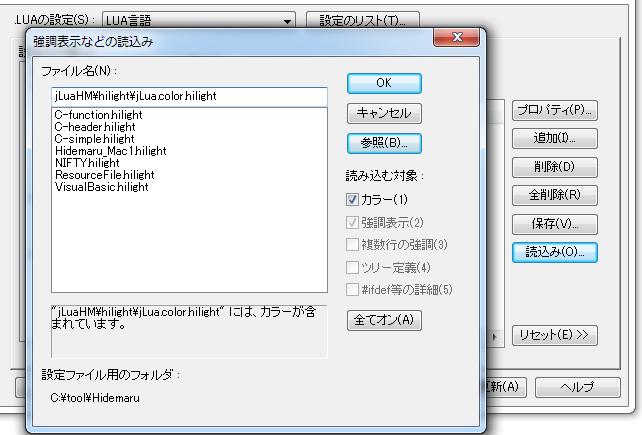 .LUAの設定(S): LUA言語 設定のリスト(T)...
強調表示などの読込み
ファイル名(N):
jLuaHM¥hilight¥jLua.color.hilight
C-function.hilight
C-header.hilight
C-simple.hilight
Hidemaru_Mac1.hilight
NIFTY.hilight
ResourceFile.hilight
VisualBasic.hilight
"jLuaHM¥hilight¥jLua.color.hilight" には、カラーが含
まれています。
設定ファイル用のフォルダ:
C:¥tool¥Hidemaru
OK
キャンセル
参照(B)...
読み込む対象:
カラー(1)
強調表示(2)
複数行の強調(3)
ツリー定義(4)
#ifdef等の詳細(5)
全てオン(A)
プロパティ(P)...
追加(I)...
削除(D)
全削除(R)
保存(V)...
読込み(O)...
リセット(E) >>
更新(A)
ヘルプ